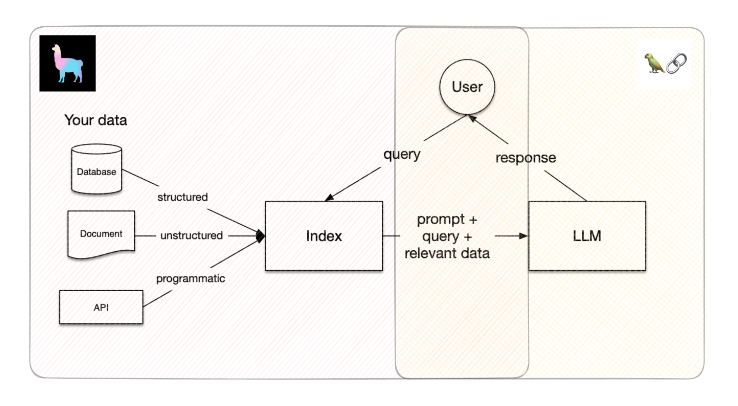 User
Your data
Database
query
response
structured
Document
unstructured
Index
prompt +
query +
relevant data
LLM
programmatic
API